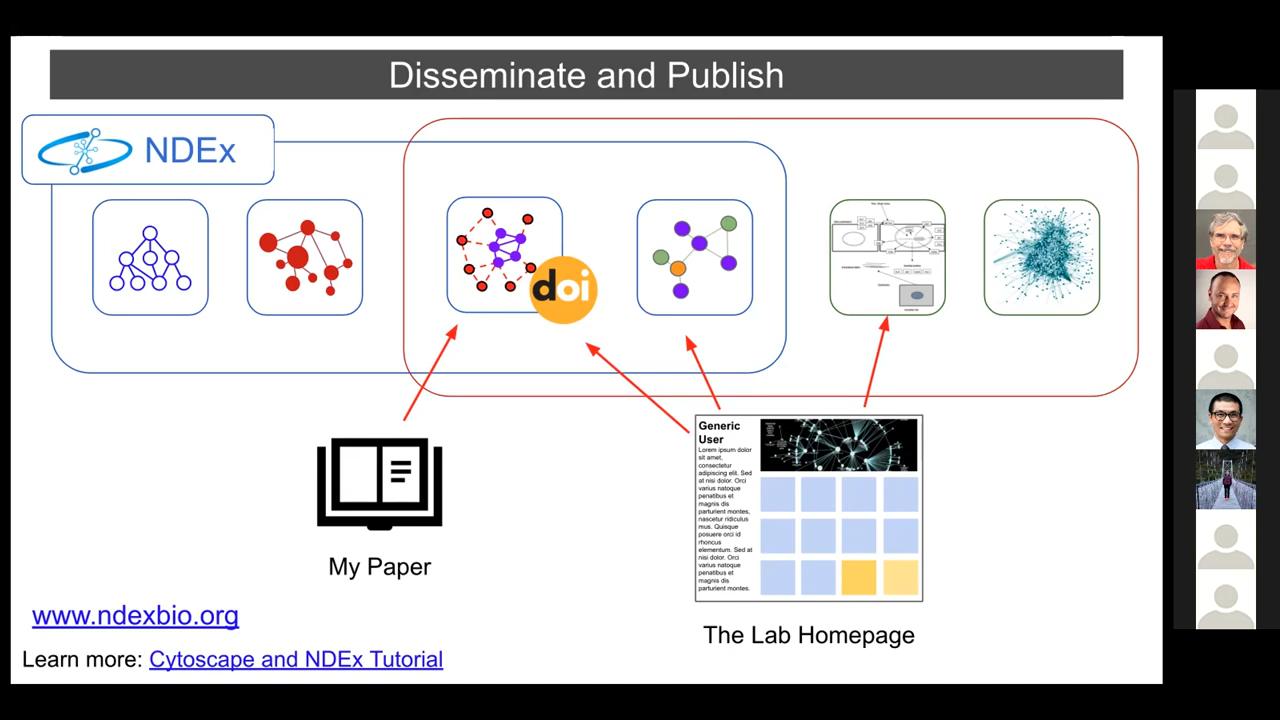 Disseminate and Publish
NDEx
doi
Generic
User
Lorem ipsum dolor
sit amet,
consectetur
adipiscing elit. Sed
at nisi dolor. Orci
varius natoque
penatibus et
magnis dis
parturient montes,
nascetur ridiculus
mus. Quisque
posuere orci id
rhoncus
elementum. Sed at
nisi dolor. Orci
varius natoque
penatibus et
magnis dis
parturient montes.
My Paper
The Lab Homepage
www.ndexbio.org
Learn more: Cytoscape and NDEx Tutorial